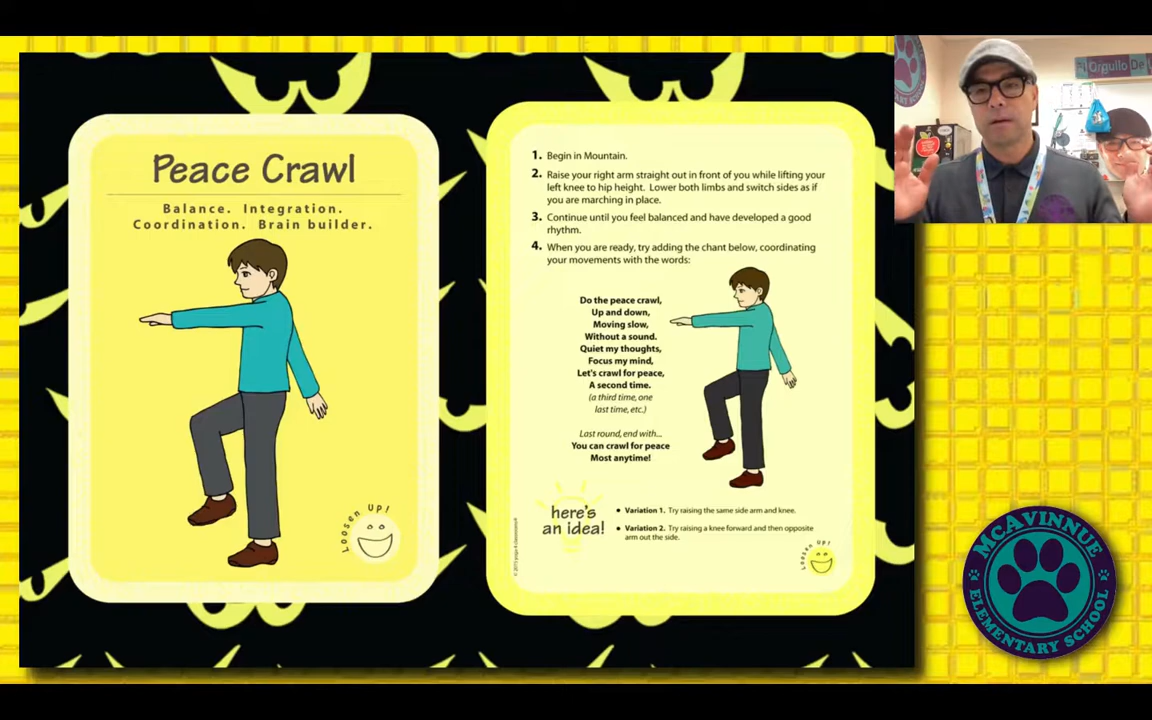 Peace Crawl
Balance. Integration.
Coordination. Brain builder.
Loosen Up!
1. Begin in Mountain.
2. Raise your right arm straight out in front of you while lifting your
left knee to hip height. Lower both limbs and switch sides as if
you are marching in place.
3. Continue until you feel balanced and have developed a good
rhythm.
4. When you are ready, try adding the chant below, coordinating
your movements with the words:
Do the peace crawl,
Up and down,
Moving slow,
Without a sound.
Quiet my thoughts,
Focus my mind,
Let's crawl for peace,
A second time.
(a third time, one
last time, etc.)
Last round, end with...
You can crawl for peace
Most anytime!
here's
an idea!
• Variation 1. Try raising the same side arm and knee.
• Variation 2. Try raising a knee forward and then opposite
arm out the side.
Loosen Up!
Orgullo De
MCAVINNUE
ELEMENTARY SCHOOL